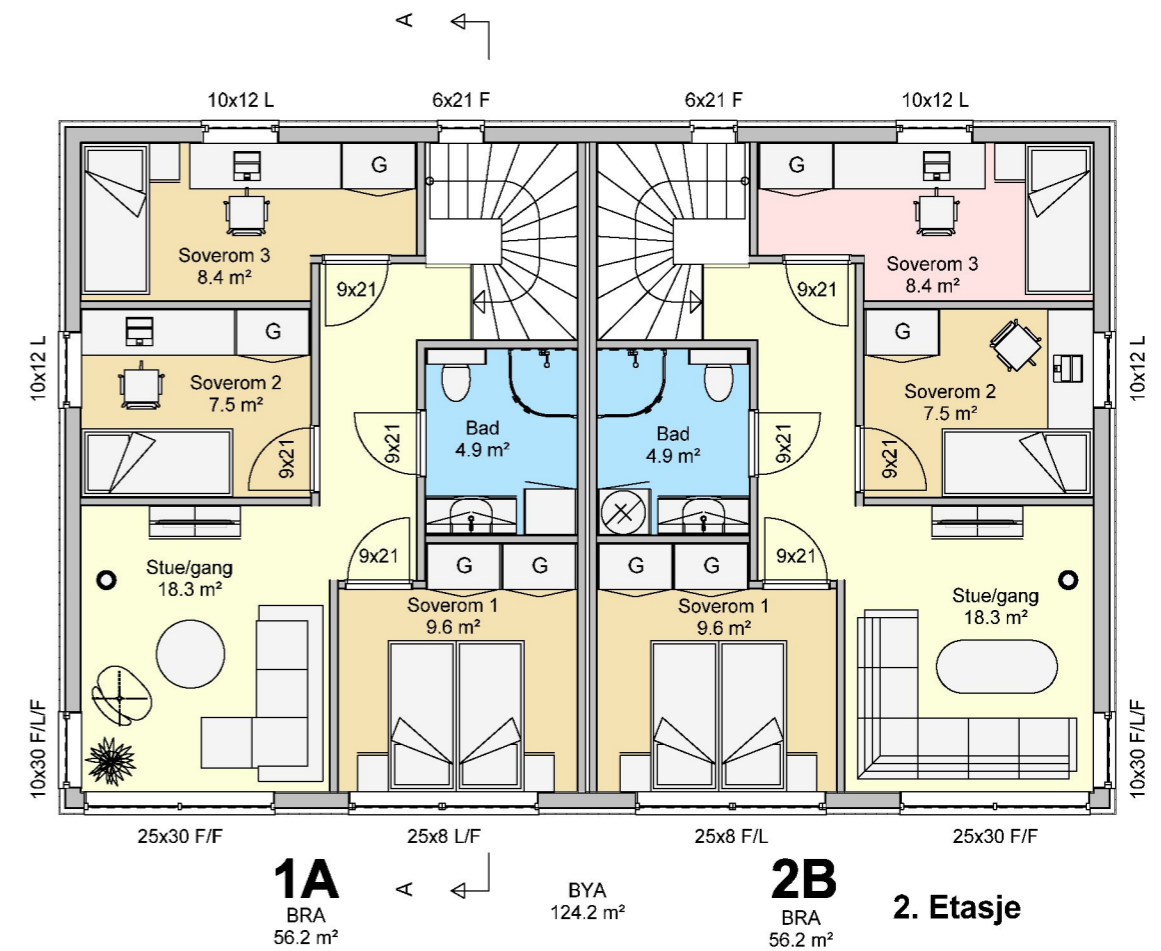 A
10x12 L
6x21 F
6x21 F
10x12 L
G
G
Soverom 3
8.4 m²
9x21
9x21
Soverom 3
8.4 m²
10x12 L
G
Soverom 2
7.5 m²
G
Soverom 2
7.5 m²
10x12 L
9x21
9x21
Bad
4.9 m²
Bad
4.9 m²
9x21
9x21
9x21
G
G
G
G
9x21
Stue/gang
18.3 m²
Soverom 1
9.6 m²
Soverom 1
9.6 m²
Stue/gang
18.3 m²
10x30 F/L/F
10x30 F/L/F
25x30 F/F
25x8 L/F
25x8 F/L
25x30 F/F
1A
BRA
56.2 m²
A
BYA
124.2 m²
2B
BRA
56.2 m²
2. Etasje